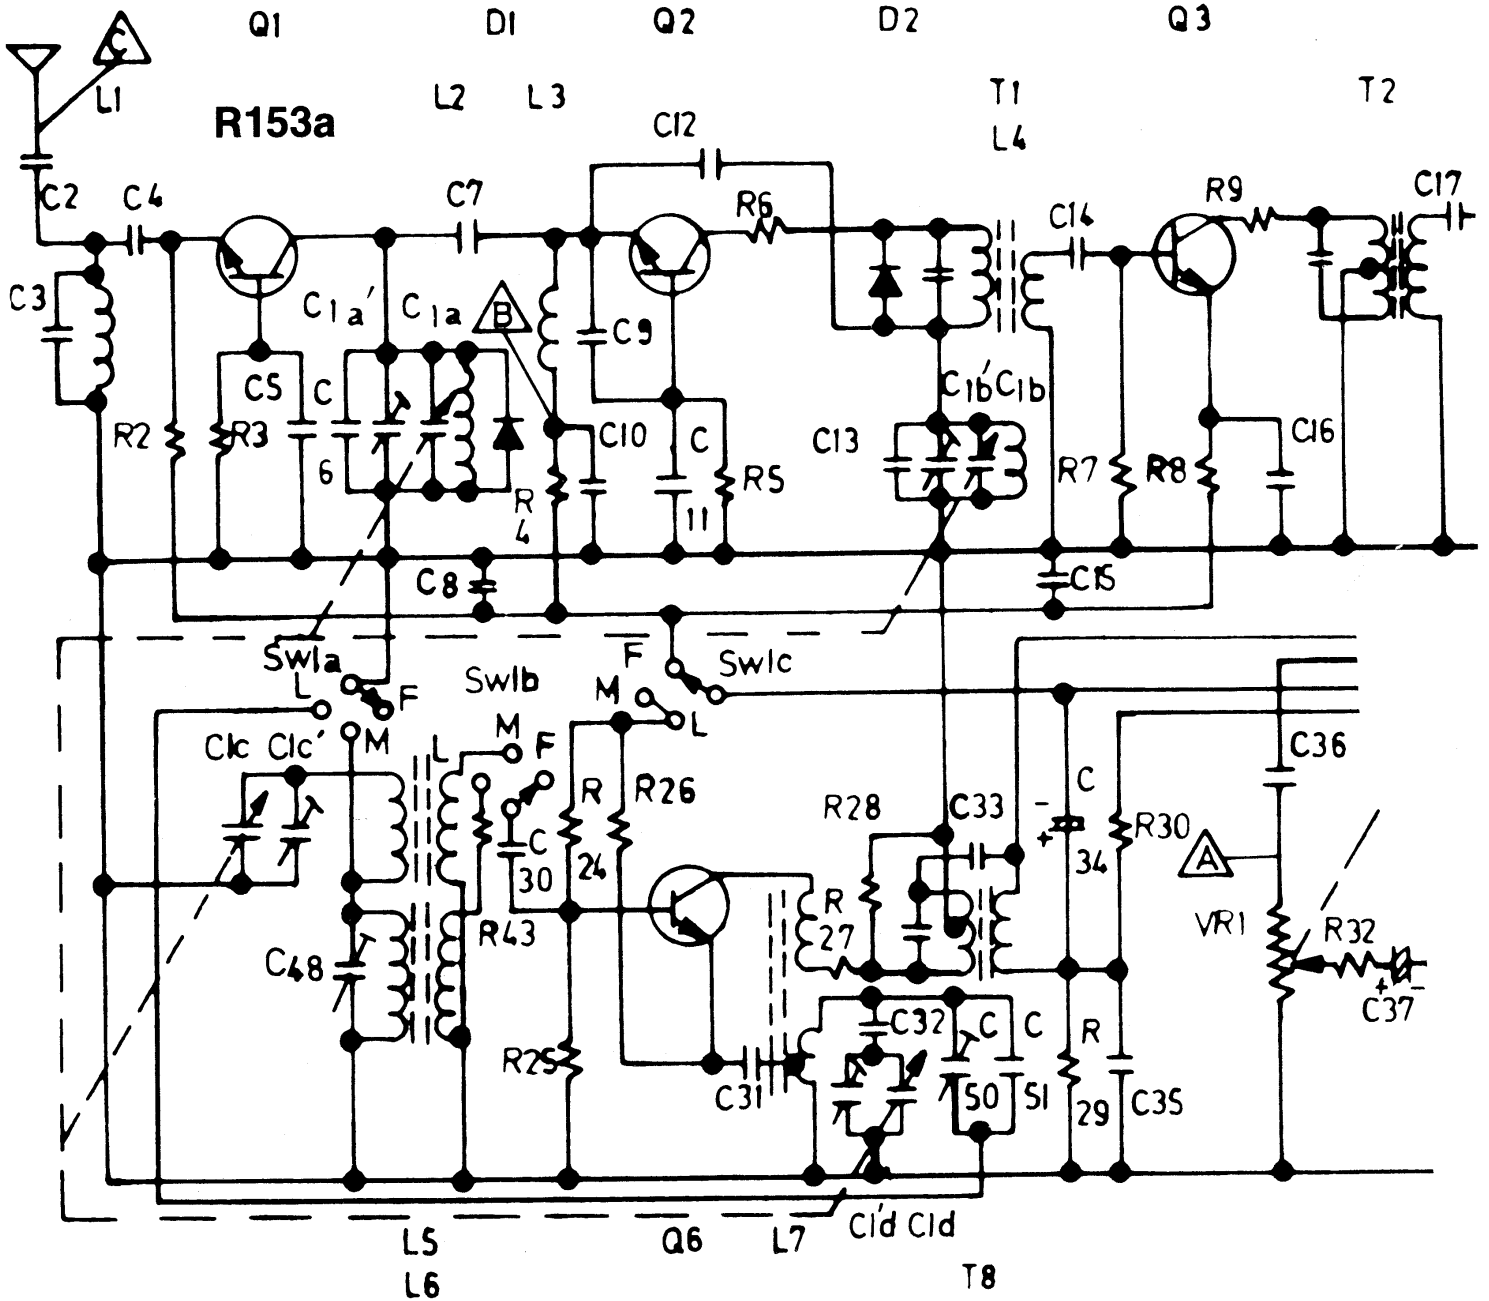 Q1 D1 Q2 D2 Q3
C
L1 L2 L3 T1 T2
R153a C12 L4
C2 C4 C7 R6 C14 R9 C17
C3 C1a' C1a B C9
C5 C C1b' C1b
R2 R3 C10 C C13 R7 R8 C16
6 R R5
4 11
C8 C15
Sw1a F Sw1c
L F Sw1b M
M M F L
C1c C1c' L C36
R R26 R28 C33 - C
C + R30
30 24 34 A
R43 R VR1 R32
C48 27 + -
C32 C C R C37
R25
C31 50 51 29 C35
C1'd C1d
L5 Q6 L7
L6 T8